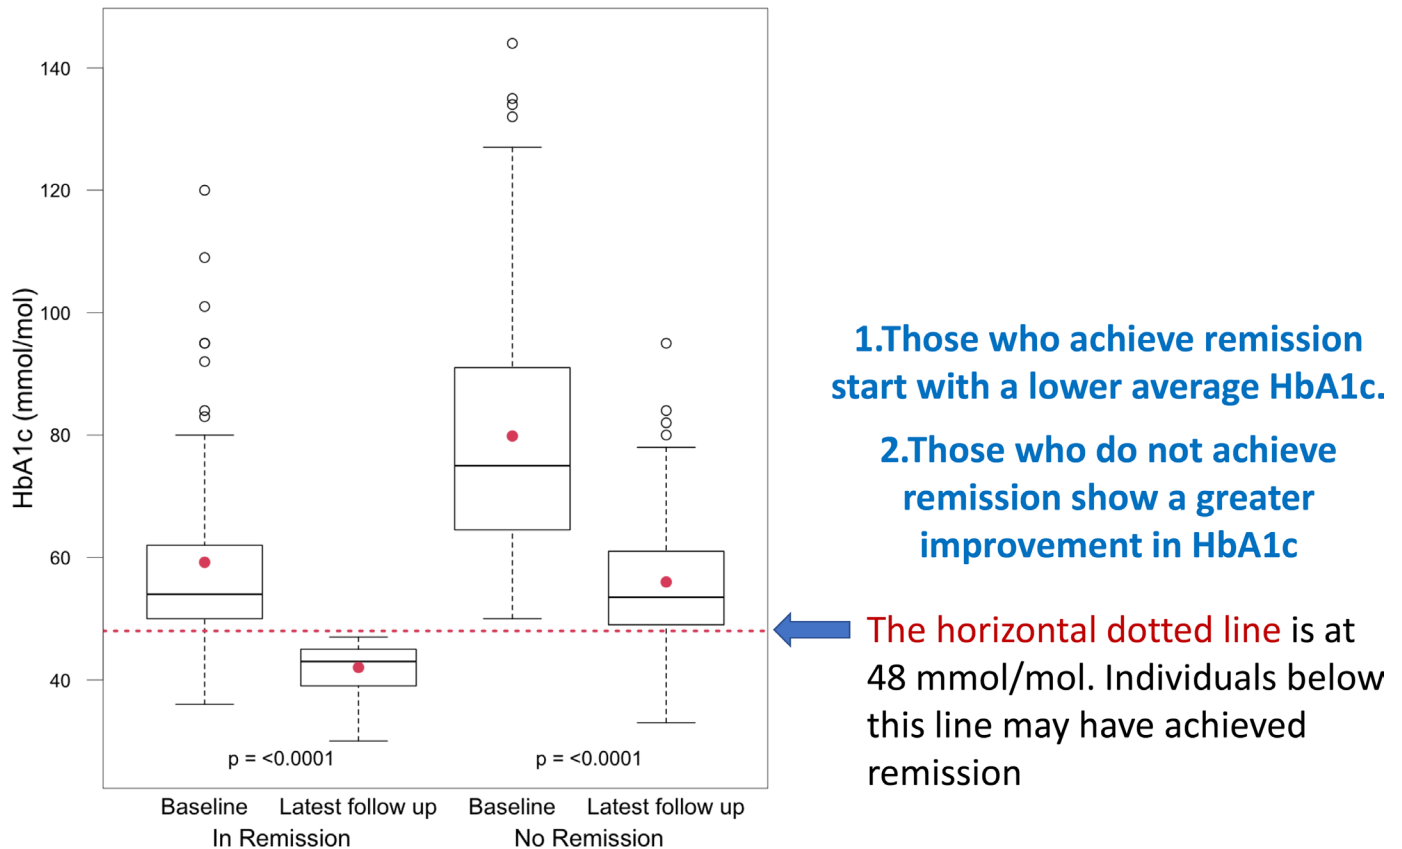 140
120
100
80
60
40
HbA1c (mmol/mol)
p = <0.0001
p = <0.0001
Baseline
Latest follow up
Baseline
Latest follow up
In Remission
No Remission
1.Those who achieve remission
start with a lower average HbA1c.
2.Those who do not achieve
remission show a greater
improvement in HbA1c
The horizontal dotted line is at
48 mmol/mol. Individuals below
this line may have achieved
remission